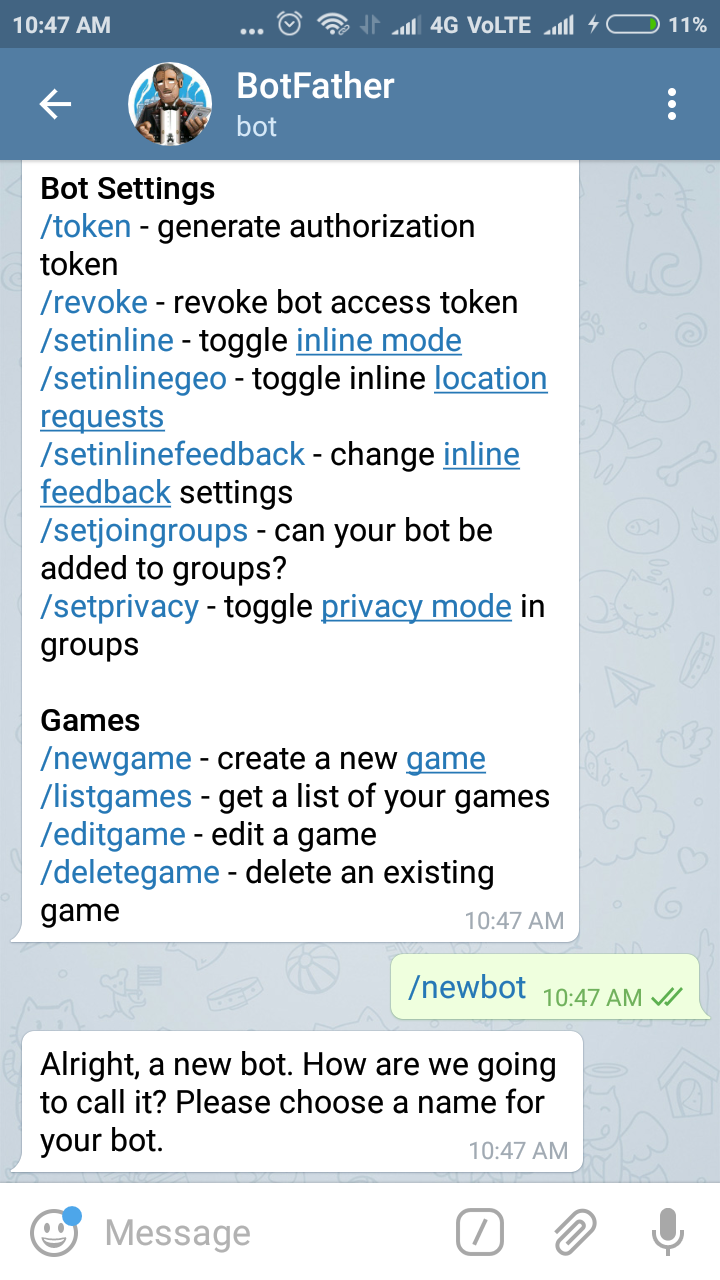 10:47 AM ... 4G VoLTE 11%
BotFather
bot
Bot Settings
/token - generate authorization
token
/revoke - revoke bot access token
/setinline - toggle inline mode
/setinlinegeo - toggle inline location
requests
/setinlinefeedback - change inline
feedback settings
/setjoingroups - can your bot be
added to groups?
/setprivacy - toggle privacy mode in
groups
Games
/newgame - create a new game
/listgames - get a list of your games
/editgame - edit a game
/deletegame - delete an existing
game
10:47 AM
/newbot 10:47 AM
Alright, a new bot. How are we going
to call it? Please choose a name for
your bot.
10:47 AM
Message